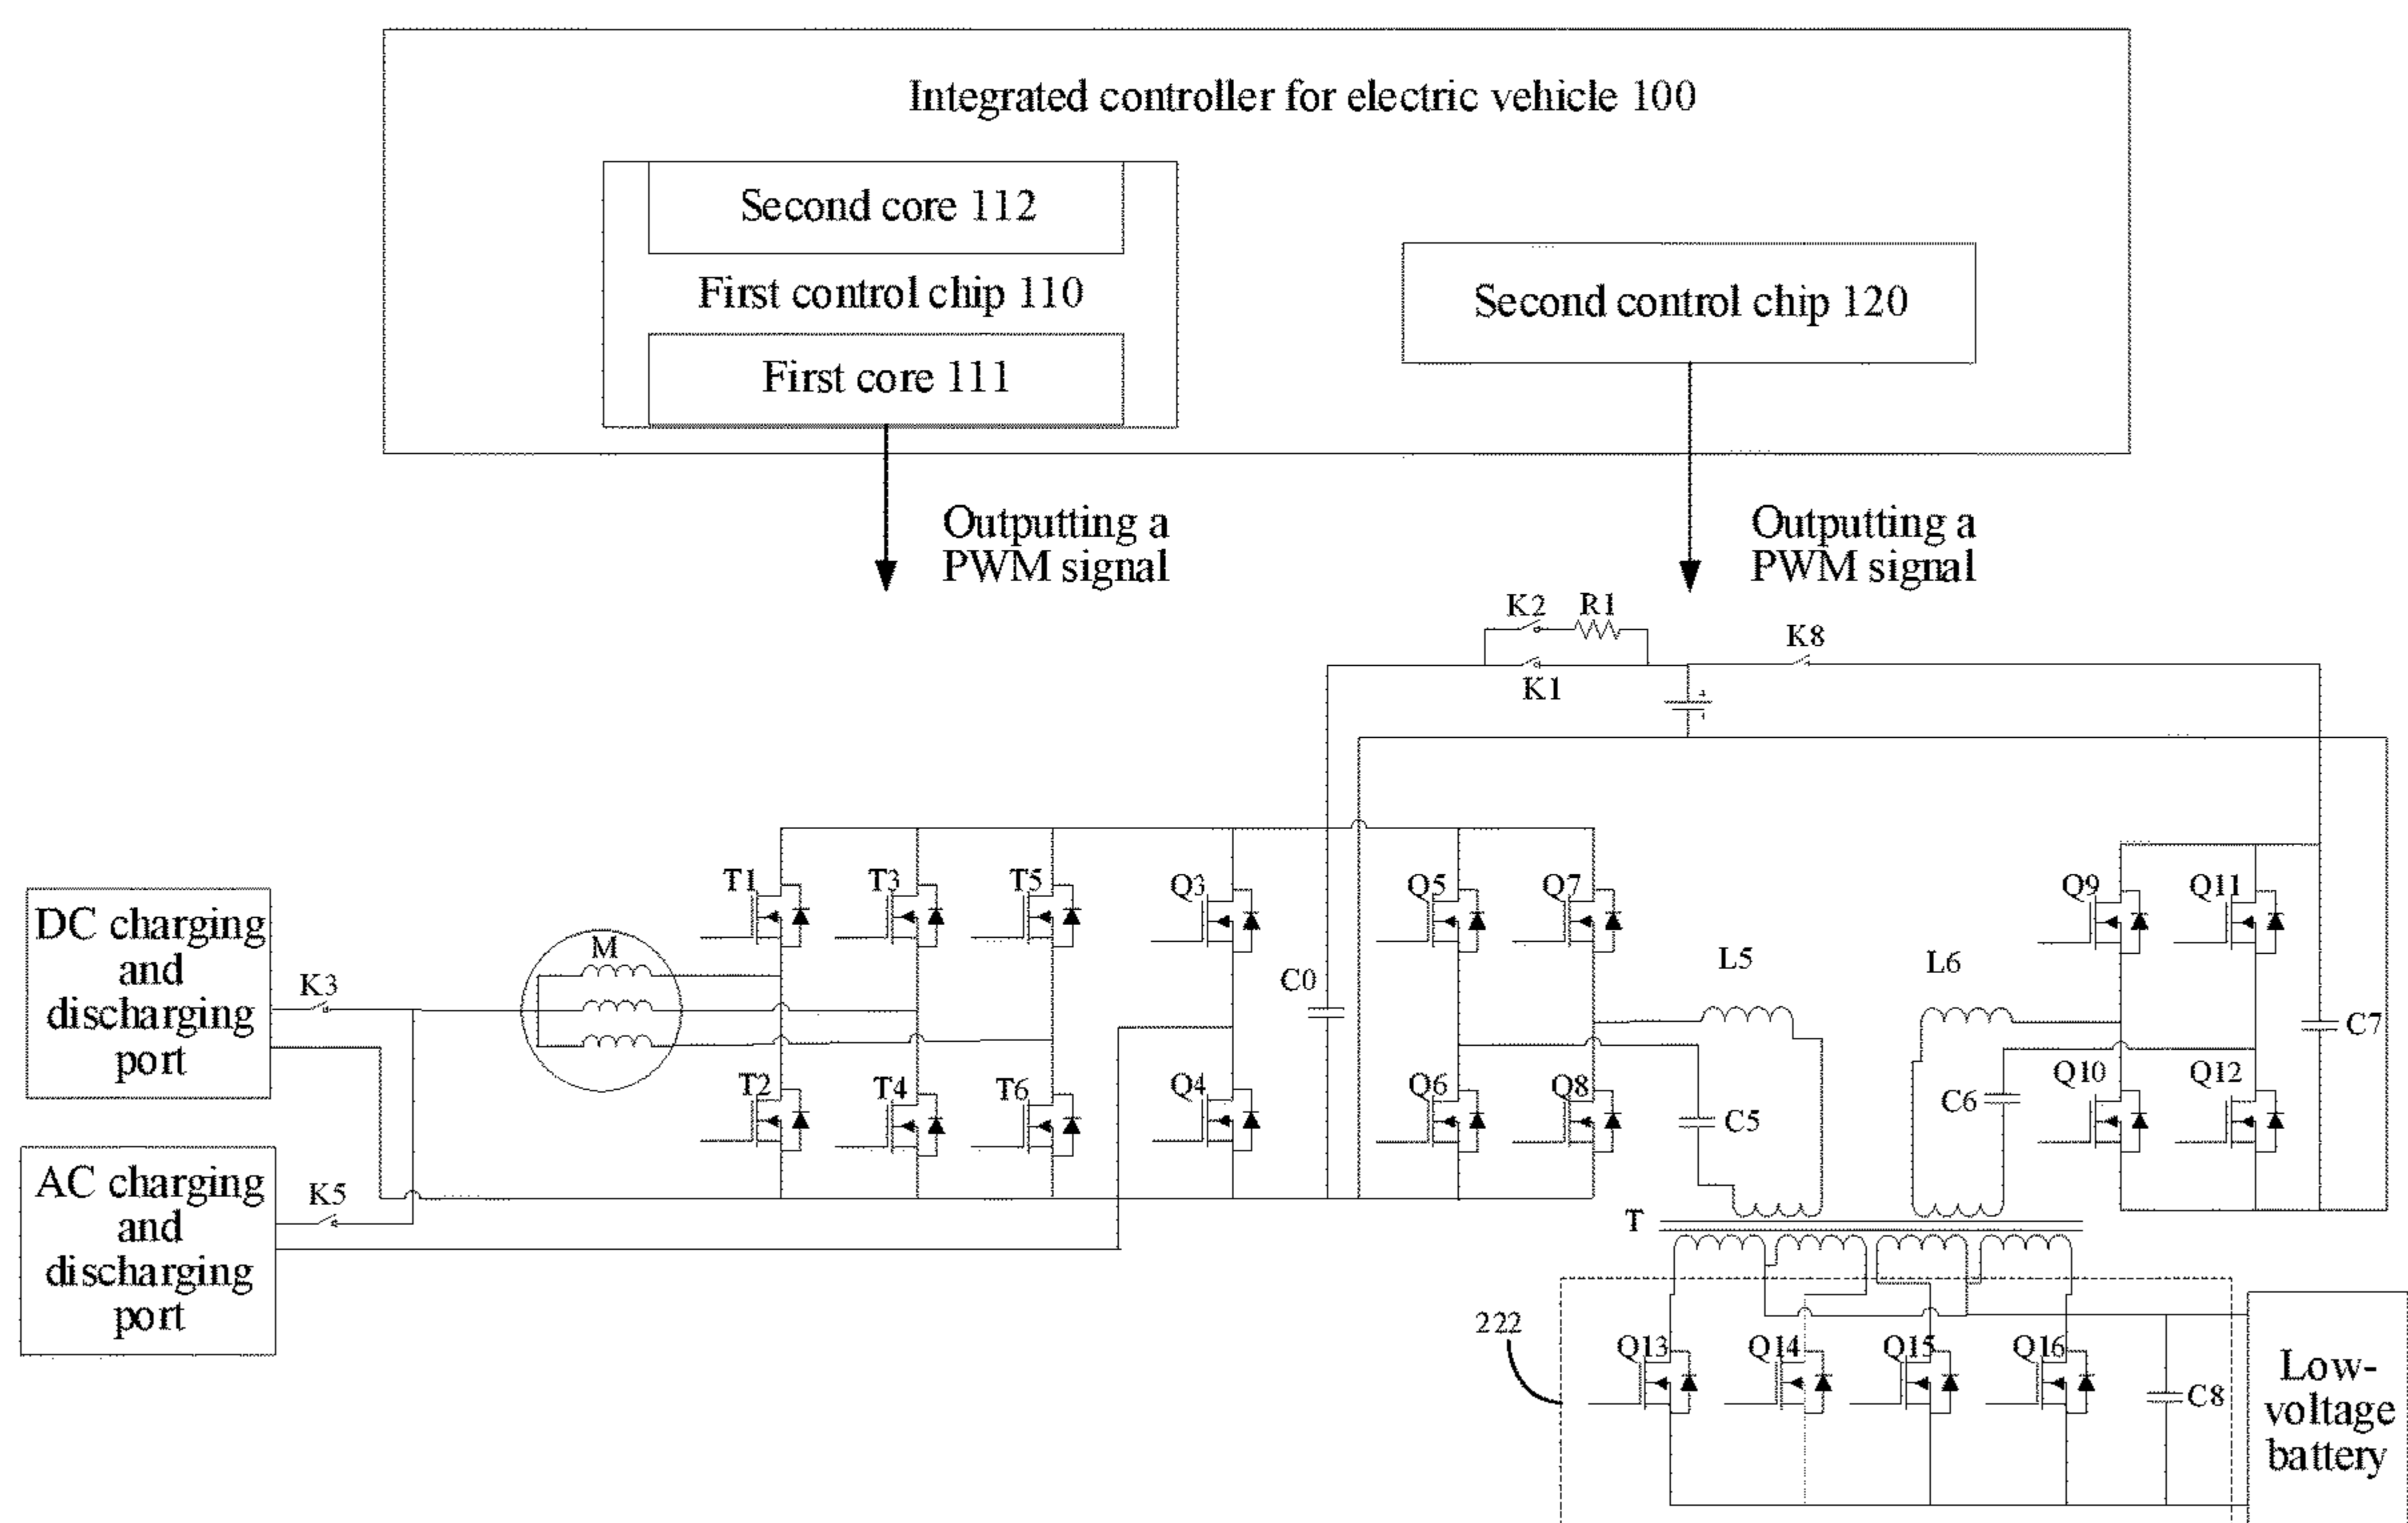 Integrated controller for electric vehicle 100
Second core 112
First control chip 110
First core 111
Second control chip 120
Outputting a
PWM signal
Outputting a
PWM signal
K2
R1
K8
K1
DC charging
and
discharging
port
K3
M
T1
T3
T5
Q3
C0
Q5
Q7
L5
L6
Q9
Q11
C7
T2
T4
T6
Q4
Q6
Q8
C5
C6
Q10
Q12
AC charging
and
discharging
port
K5
T
222
Q13
Q14
Q15
Q16
C8
Low-
voltage
battery